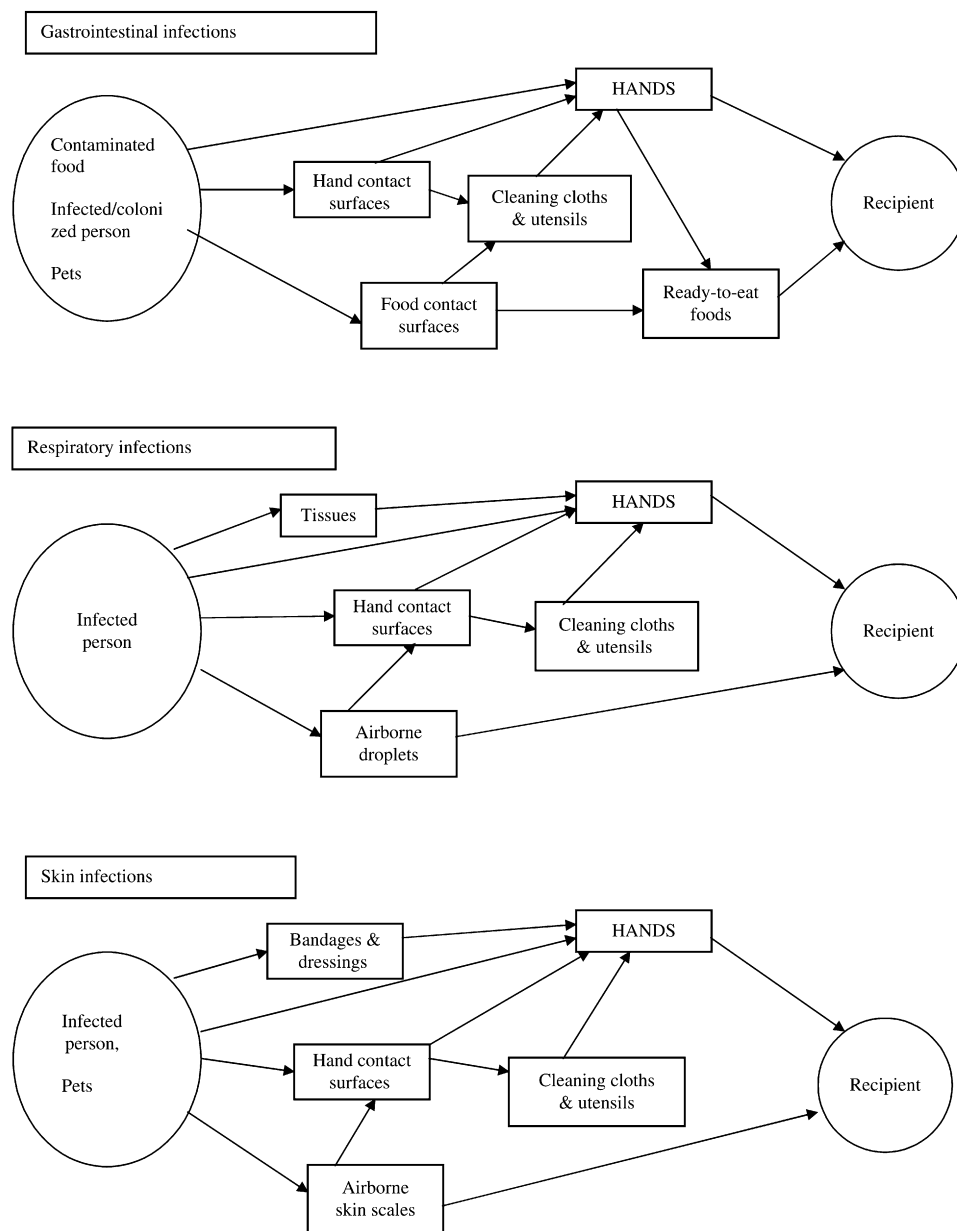 Gastrointestinal infections
HANDS
Contaminated
food
Infected/coloni
zed person
Pets
Hand contact
surfaces
Cleaning cloths
& utensils
Recipient
Food contact
surfaces
Ready-to-eat
foods
Respiratory infections
Tissues
HANDS
Infected
person
Hand contact
surfaces
Cleaning cloths
& utensils
Recipient
Airborne
droplets
Skin infections
Bandages &
dressings
HANDS
Infected
person,
Pets
Hand contact
surfaces
Cleaning cloths
& utensils
Recipient
Airborne
skin scales